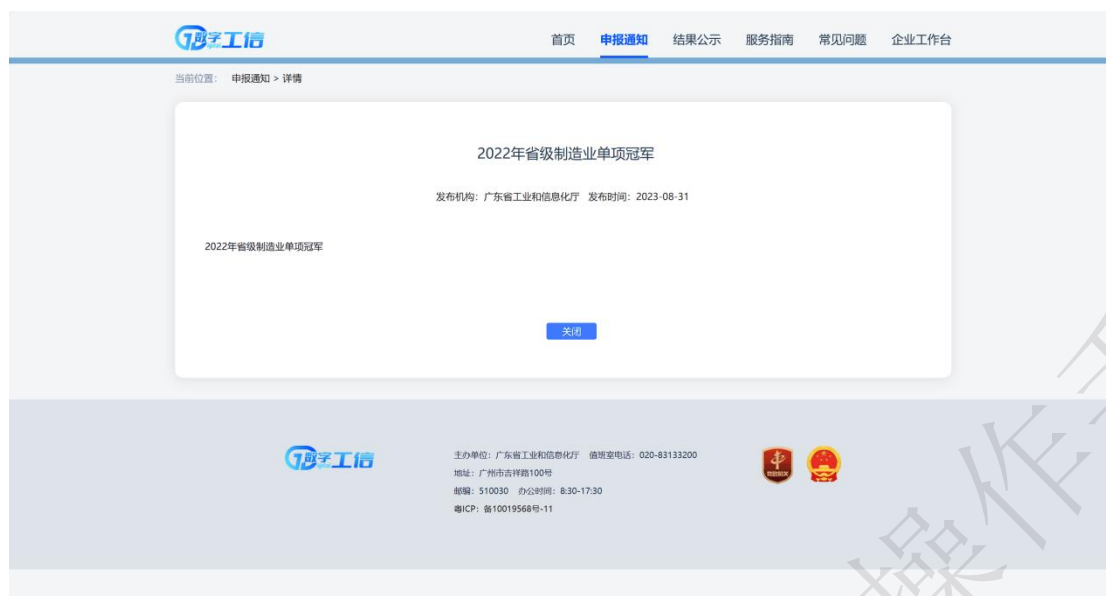 数字工信
首页 申报通知 结果公示 服务指南 常见问题 企业工作台
当前位置: 申报通知 > 详情
2022年省级制造业单项冠军
发布机构: 广东省工业和信息化厅 发布时间: 2023-08-31
2022年省级制造业单项冠军
关闭
数字工信
主办单位: 广东省工业和信息化厅 值班室电话: 020-83133200
地址: 广州市吉祥路100号
邮编: 510030 办公时间: 8:30-17:30
粤ICP: 备10019568号-11
党政机关
操作手